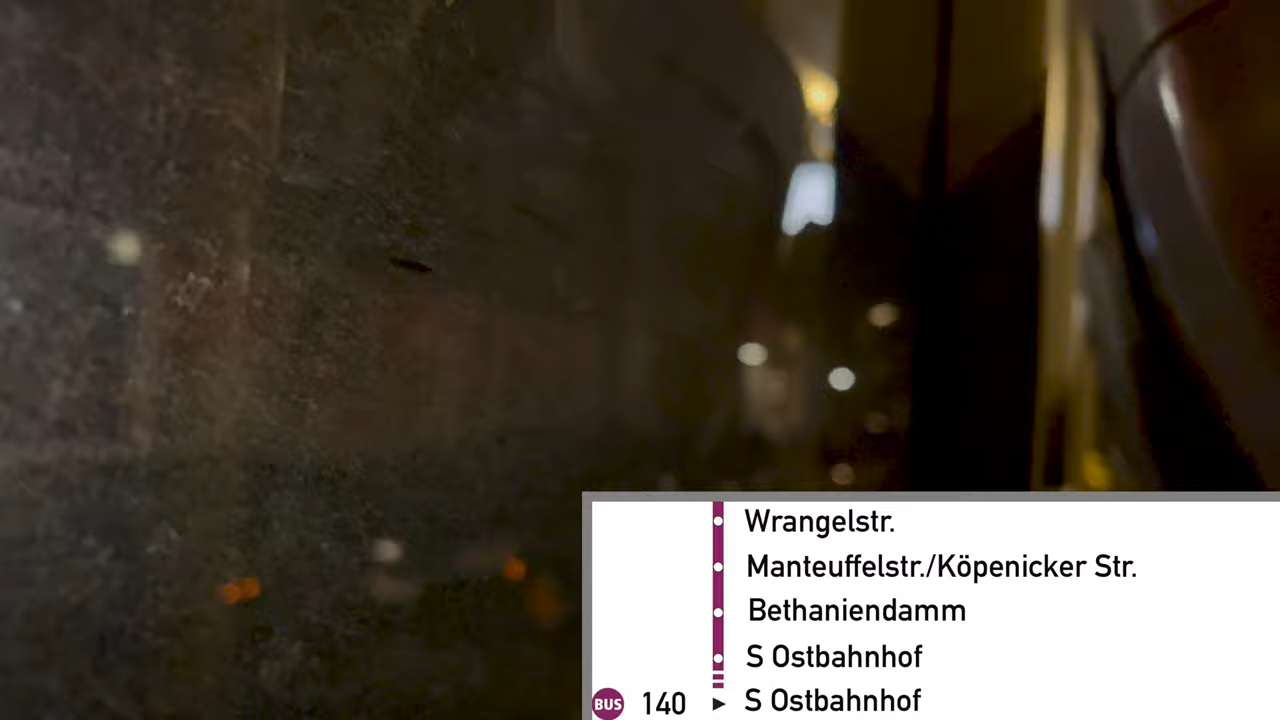 Wrangelstr.
Manteuffelstr./Köpenicker Str.
Bethaniendamm
S Ostbahnhof
BUS 140 ▸ S Ostbahnhof